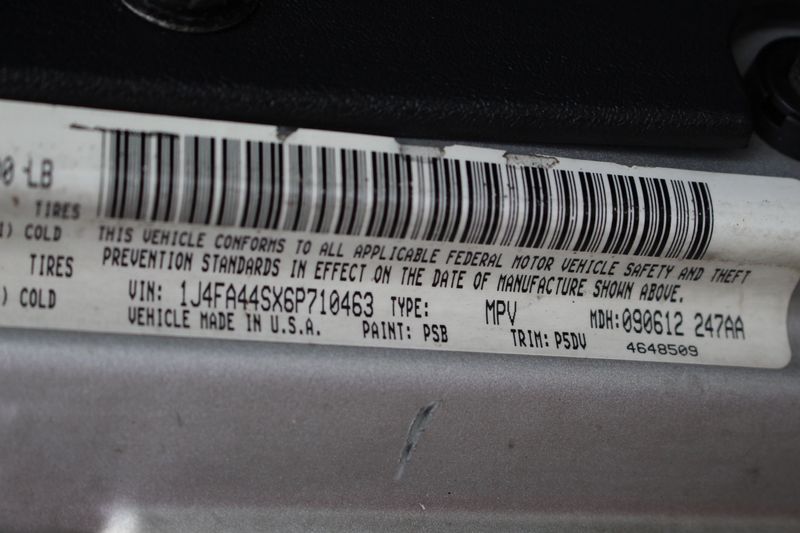 00 LB
TIRES
) COLD
TIRES
) COLD
THIS VEHICLE CONFORMS TO ALL APPLICABLE FEDERAL MOTOR VEHICLE SAFETY AND THEFT
PREVENTION STANDARDS IN EFFECT ON THE DATE OF MANUFACTURE SHOWN ABOVE.
VIN: 1J4FA44SX6P710463 TYPE: MPV MDH:090612 247AA
VEHICLE MADE IN U.S.A. PAINT: PSB TRIM: P5DV 4648509